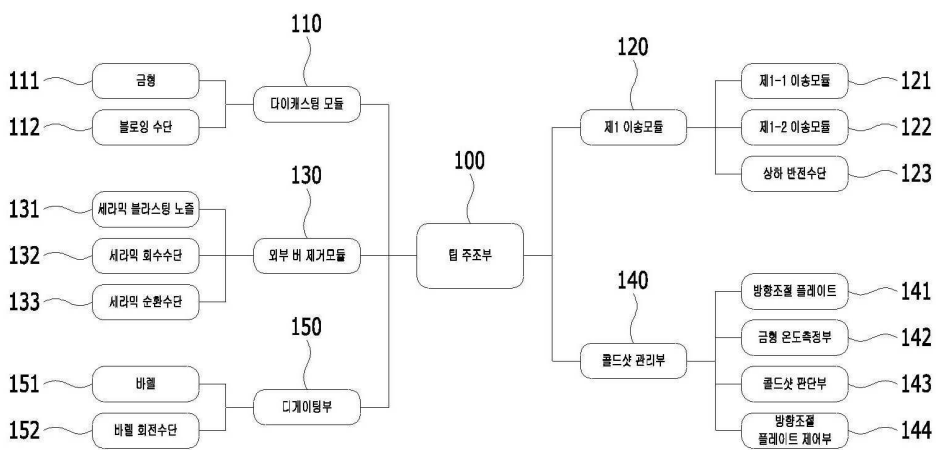 110
111 금형
다이캐스팅 모듈
112 블로잉 수단
130
131 세라믹 블라스팅 노즐
132 세라믹 회수수단
외부 버 제거모듈
133 세라믹 순환수단
150
151 바렐
디게이팅부
152 바렐 회전수단
100
팁 주조부
120
제1 이송모듈
제1-1 이송모듈 121
제1-2 이송모듈 122
상하 반전수단 123
140
콜드샷 관리부
방향조절 플레이트 141
금형 온도측정부 142
콜드샷 판단부 143
방향조절
플레이트 제어부 144